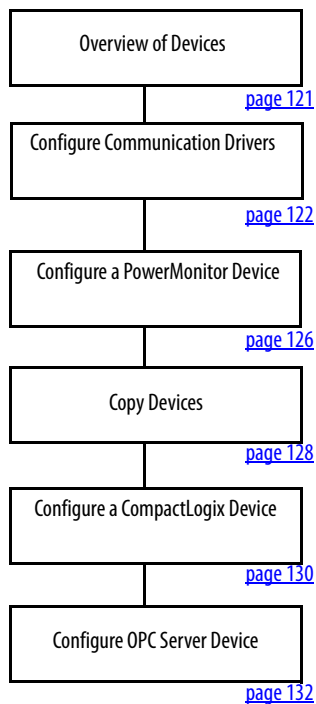 Overview of Devices
page 121
Configure Communication Drivers
page 122
Configure a PowerMonitor Device
page 126
Copy Devices
page 128
Configure a CompactLogix Device
page 130
Configure OPC Server Device
page 132